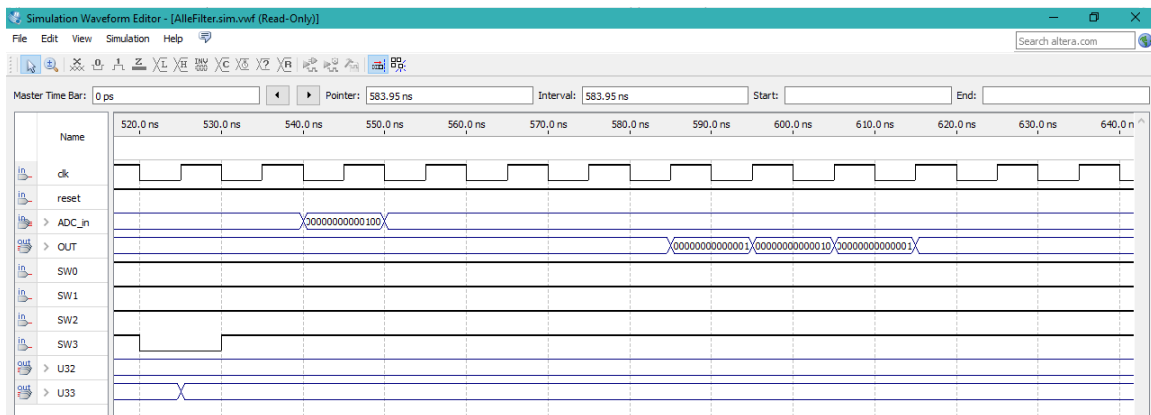 Simulation Waveform Editor - [AlleFilter.sim.vwf (Read-Only)]
File Edit View Simulation Help
Search altera.com
Master Time Bar: 0 ps Pointer: 583.95 ns Interval: 583.95 ns Start: End:
Name 520.0 ns 530.0 ns 540.0 ns 550.0 ns 560.0 ns 570.0 ns 580.0 ns 590.0 ns 600.0 ns 610.0 ns 620.0 ns 630.0 ns 640.0 n
in clk
in reset
in > ADC_in 00000000000100
out > OUT 00000000000001 00000000000010 00000000000001
in SW0
in SW1
in SW2
in SW3
out > U32
out > U33